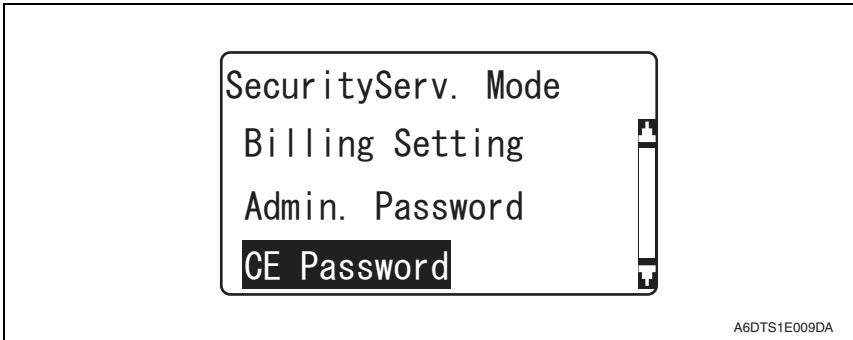 SecurityServ. Mode
Billing Setting
Admin. Password
CE Password
A6DTS1E009DA